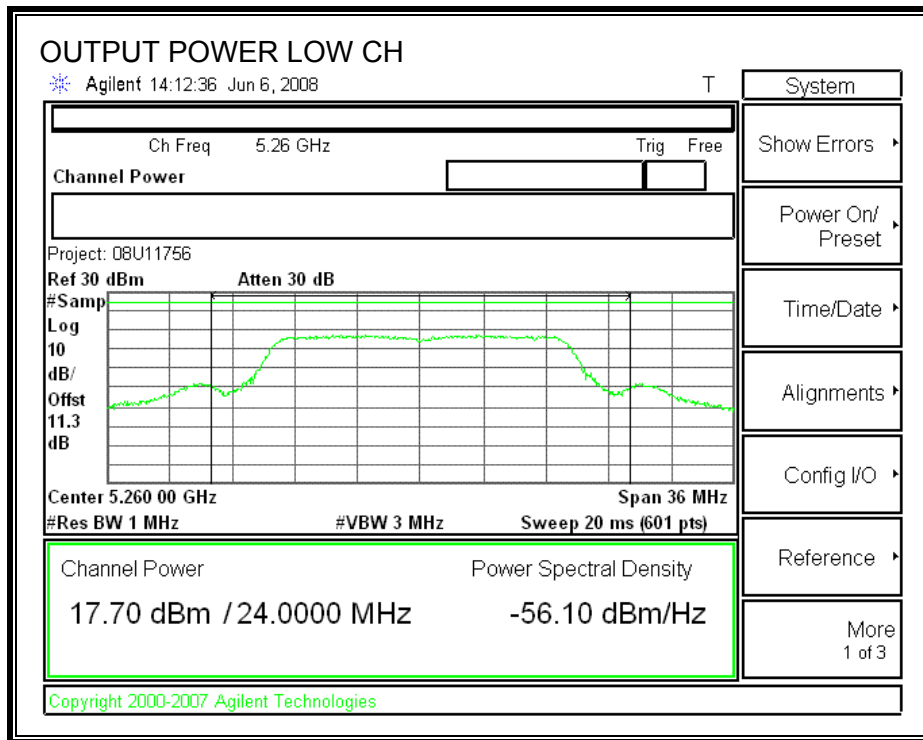 OUTPUT POWER LOW CH
Agilent 14:12:36 Jun 6, 2008 T
System
Ch Freq 5.26 GHz Trig Free
Show Errors
Channel Power
Power On/
Preset
Project: 08U11756
Ref 30 dBm Atten 30 dB
#Samp
Log
10
dB/
Offst
11.3
dB
Time/Date
Alignments
Config I/O
Center 5.260 00 GHz Span 36 MHz
#Res BW 1 MHz #VBW 3 MHz Sweep 20 ms (601 pts)
Channel Power Power Spectral Density
17.70 dBm / 24.0000 MHz -56.10 dBm/Hz
Reference
More
1 of 3
Copyright 2000-2007 Agilent Technologies